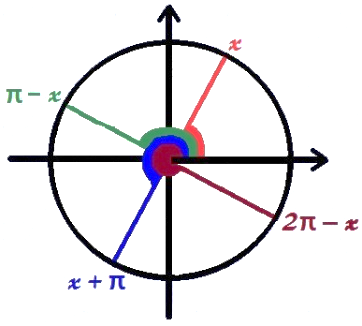 x
π − x
2π − x
x + π